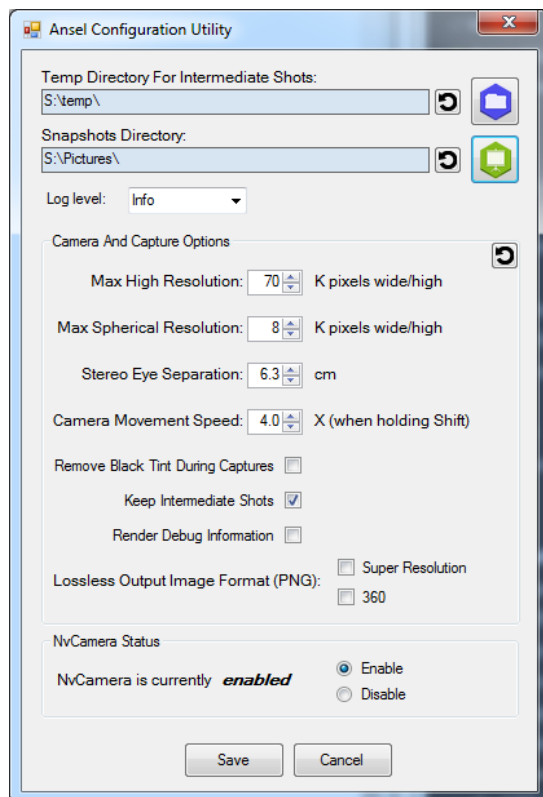 Ansel Configuration Utility
Temp Directory For Intermediate Shots:
S:\temp\
Snapshots Directory:
S:\Pictures\
Log level: Info
Camera And Capture Options
Max High Resolution: 70 K pixels wide/high
Max Spherical Resolution: 8 K pixels wide/high
Stereo Eye Separation: 6.3 cm
Camera Movement Speed: 4.0 X (when holding Shift)
Remove Black Tint During Captures
Keep Intermediate Shots
Render Debug Information
Lossless Output Image Format (PNG): Super Resolution
360
NvCamera Status
NvCamera is currently enabled
Enable
Disable
Save Cancel